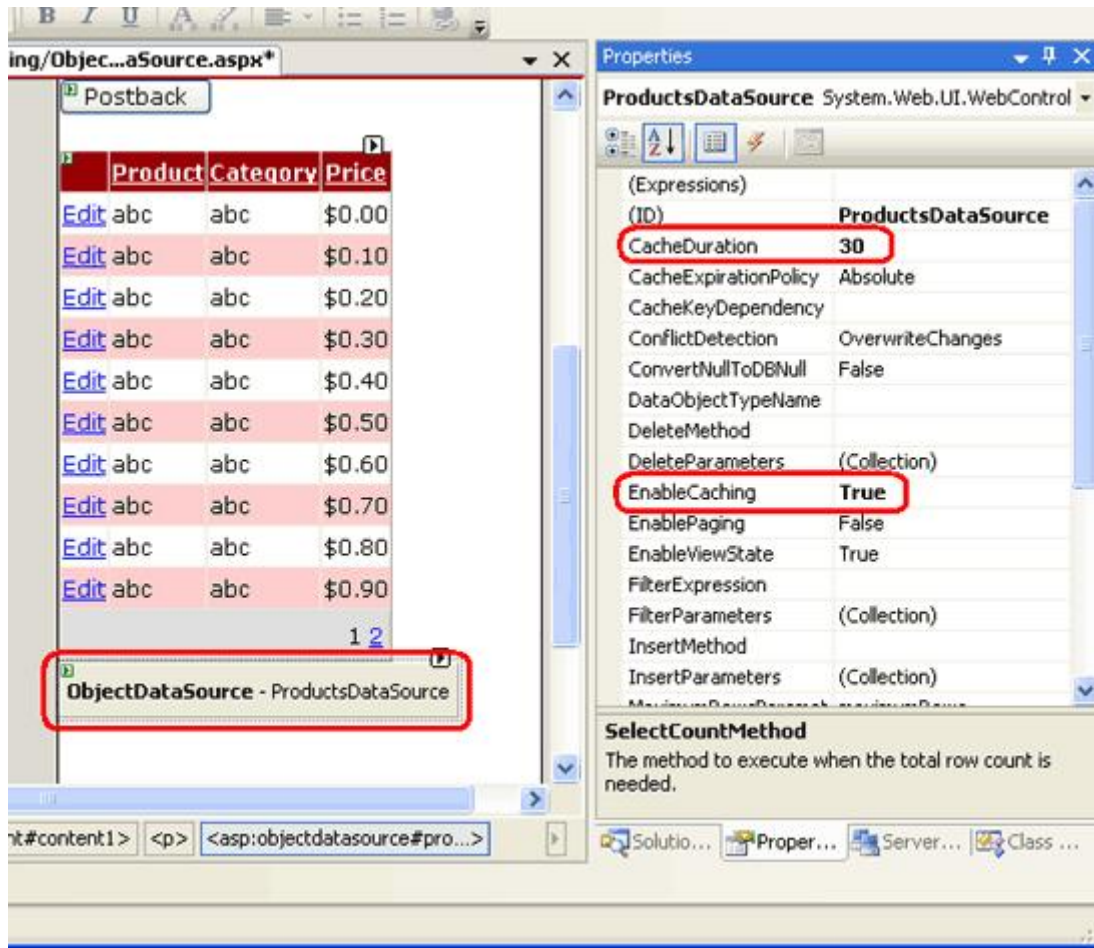 B I U A
ing/Objec...aSource.aspx*
Postback
Product Category Price
Edit abc abc $0.00
Edit abc abc $0.10
Edit abc abc $0.20
Edit abc abc $0.30
Edit abc abc $0.40
Edit abc abc $0.50
Edit abc abc $0.60
Edit abc abc $0.70
Edit abc abc $0.80
Edit abc abc $0.90
1 2
ObjectDataSource - ProductsDataSource
nt#content1> <p> <asp:objectdatasource#pro...>
Properties
ProductsDataSource System.Web.UI.WebControl
(Expressions)
(ID) ProductsDataSource
CacheDuration 30
CacheExpirationPolicy Absolute
CacheKeyDependency
ConflictDetection OverwriteChanges
ConvertNullToDBNull False
DataObjectTypeName
DeleteMethod
DeleteParameters (Collection)
EnableCaching True
EnablePaging False
EnableViewState True
FilterExpression
FilterParameters (Collection)
InsertMethod
InsertParameters (Collection)
SelectCountMethod
The method to execute when the total row count is
needed.
Solutio... Proper... Server... Class ...